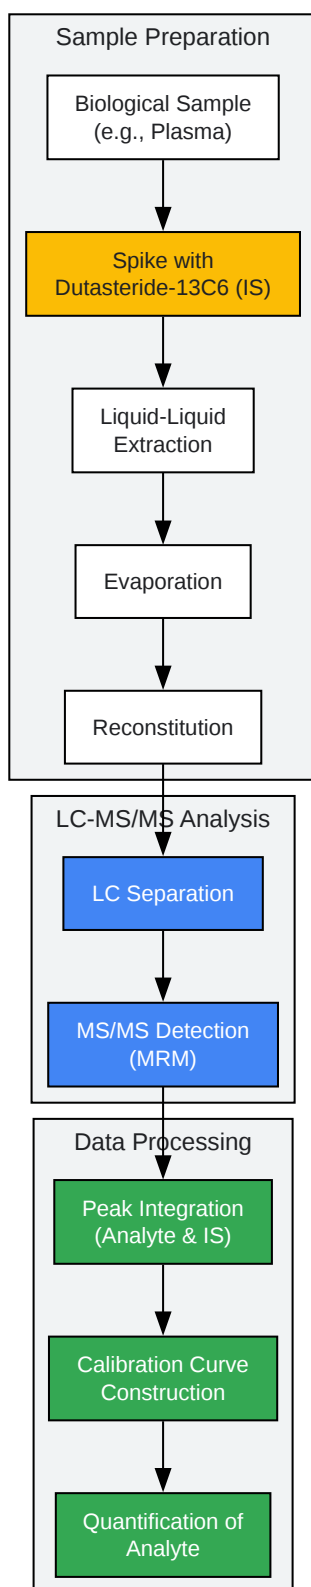 Sample Preparation
Biological Sample
(e.g., Plasma)
Spike with
Dutasteride-13C6 (IS)
Liquid-Liquid
Extraction
Evaporation
Reconstitution
LC-MS/MS Analysis
LC Separation
MS/MS Detection
(MRM)
Data Processing
Peak Integration
(Analyte & IS)
Calibration Curve
Construction
Quantification of
Analyte